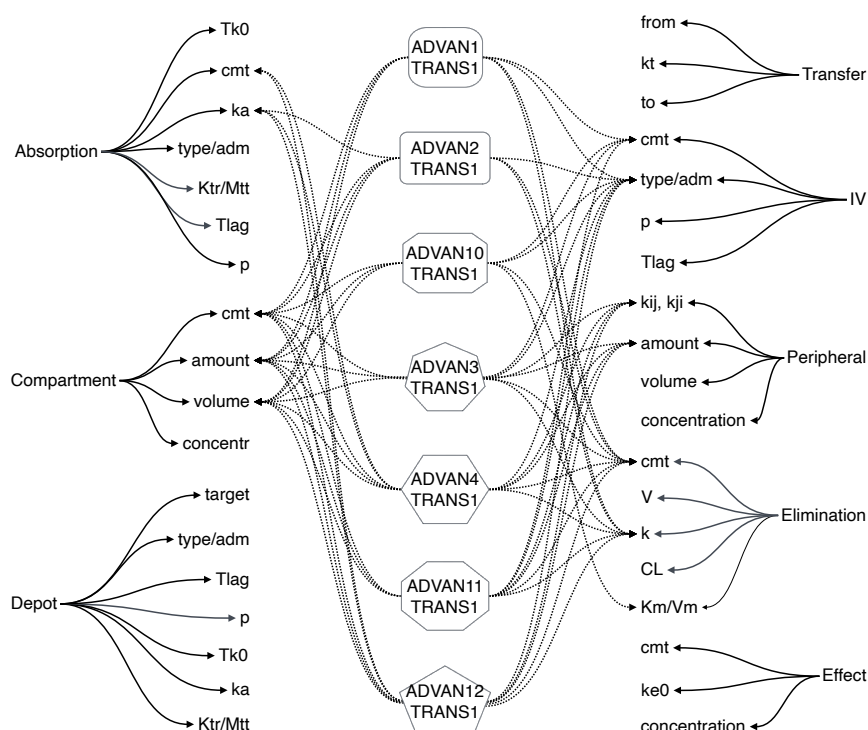 Absorption
Tk0
cmt
ka
type/adm
Ktr/Mtt
Tlag
p
Compartment
cmt
amount
volume
concentr
Depot
target
type/adm
Tlag
p
Tk0
ka
Ktr/Mtt
ADVAN1
TRANS1
ADVAN2
TRANS1
ADVAN10
TRANS1
ADVAN3
TRANS1
ADVAN4
TRANS1
ADVAN11
TRANS1
ADVAN12
TRANS1
from
kt
to
Transfer
cmt
type/adm
p
Tlag
IV
kij, kji
amount
volume
concentration
Peripheral
cmt
V
k
CL
Km/Vm
Elimination
cmt
ke0
concentration
Effect